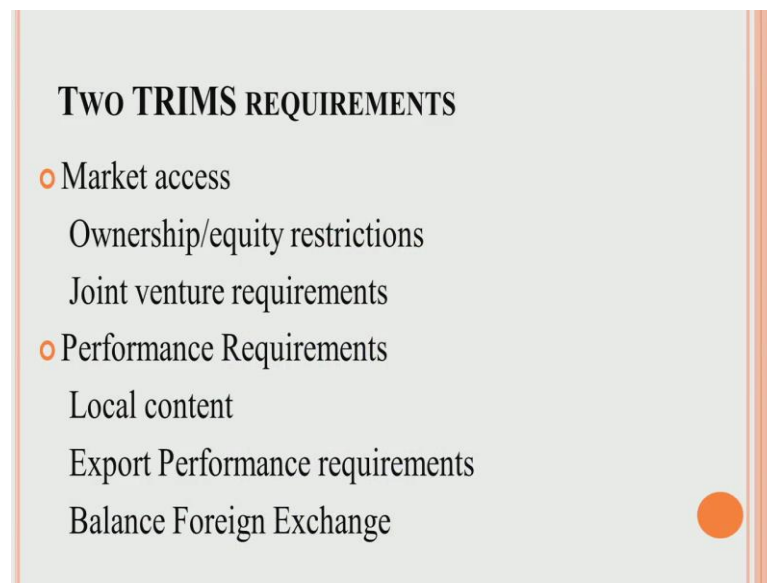 TWO TRIMS REQUIREMENTS
Market access
Ownership/equity restrictions
Joint venture requirements
Performance Requirements
Local content
Export Performance requirements
Balance Foreign Exchange